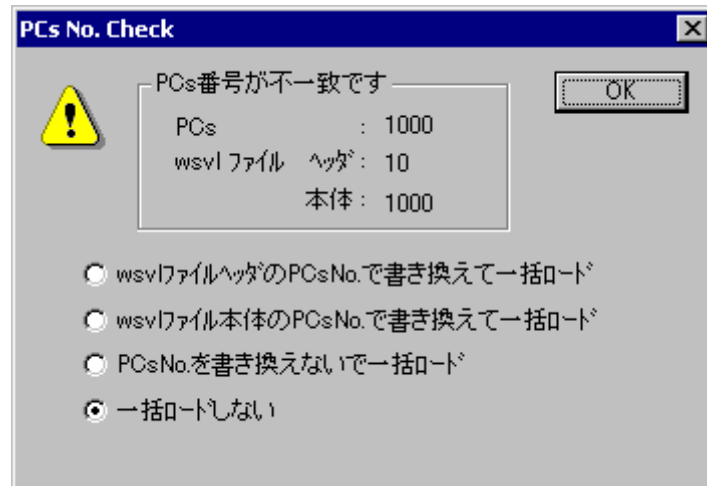 PCs No. Check
PCs番号が不一致です
OK
PCs : 1000
wsvl ﾌｧｲﾙ ﾍｯﾀﾞ : 10
本体 : 1000
wsvlﾌｧｲﾙﾍｯﾀﾞのPCsNo.で書き換えて一括ﾛｰﾄﾞ
wsvlﾌｧｲﾙ本体のPCsNo.で書き換えて一括ﾛｰﾄﾞ
PCsNo.を書き換えないで一括ﾛｰﾄﾞ
一括ﾛｰﾄﾞしない